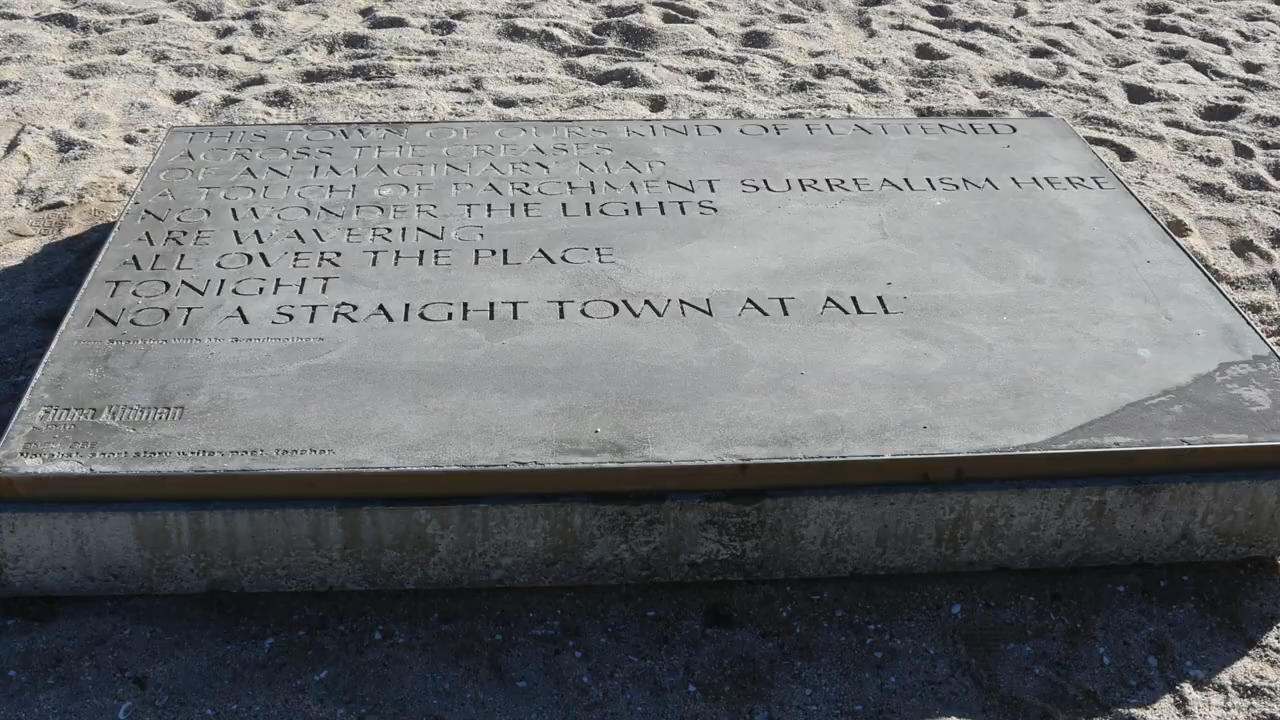 THIS TOWN OF OURS KIND OF FLATTENED
ACROSS THE CREASES
OF AN IMAGINARY MAP
A TOUCH OF PARCHMENT SURREALISM HERE
NO WONDER THE LIGHTS
ARE WAVERING
ALL OVER THE PLACE
TONIGHT
NOT A STRAIGHT TOWN AT ALL
from Speaking With My Grandmothers
Fiona Kidman
Novelist, short story writer, poet, Teacher.